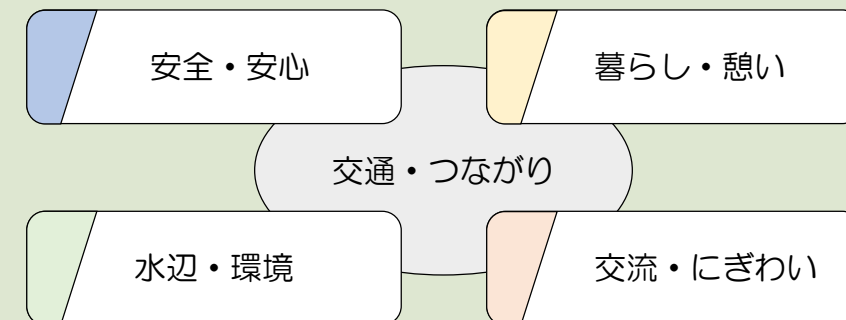 安全・安心
暮らし・憩い
交通・つながり
水辺・環境
交流・にぎわい